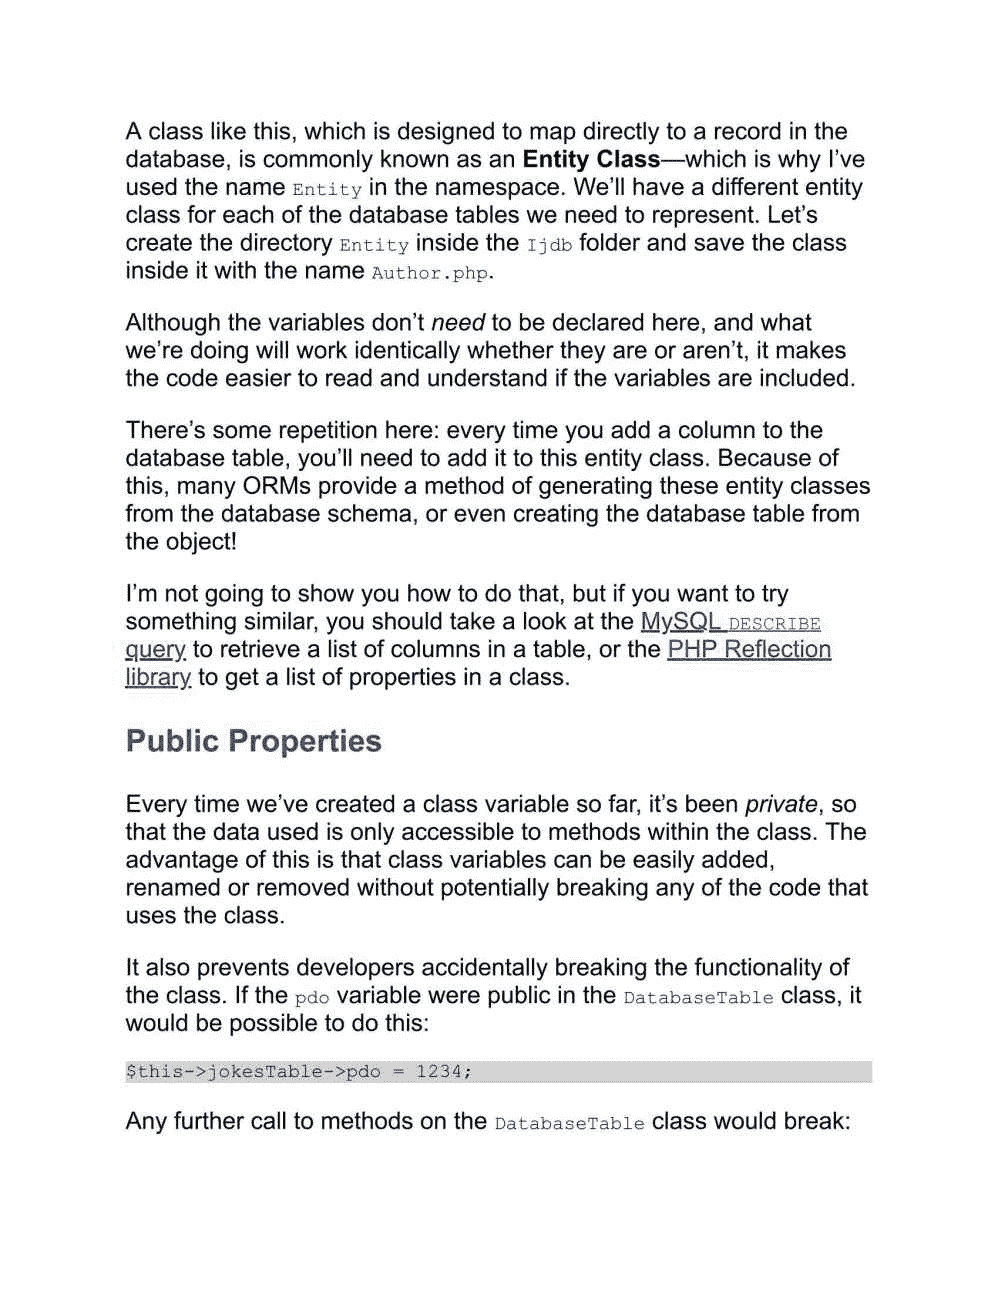 A class like this, which is designed to map directly to a record in the
database, is commonly known as an Entity Class—which is why I’ve
used the name Entity in the namespace. We’ll have a different entity
class for each of the database tables we need to represent. Let’s
create the directory Entity inside the Ijdb folder and save the class
inside it with the name Author.php.
Although the variables don’t need to be declared here, and what
we’re doing will work identically whether they are or aren’t, it makes
the code easier to read and understand if the variables are included.
There’s some repetition here: every time you add a column to the
database table, you’ll need to add it to this entity class. Because of
this, many ORMs provide a method of generating these entity classes
from the database schema, or even creating the database table from
the object!
I’m not going to show you how to do that, but if you want to try
something similar, you should take a look at the MySQL DESCRIBE
query to retrieve a list of columns in a table, or the PHP Reflection
library to get a list of properties in a class.
Public Properties
Every time we’ve created a class variable so far, it’s been private, so
that the data used is only accessible to methods within the class. The
advantage of this is that class variables can be easily added,
renamed or removed without potentially breaking any of the code that
uses the class.
It also prevents developers accidentally breaking the functionality of
the class. If the pdo variable were public in the DatabaseTable class, it
would be possible to do this:
$this->jokesTable->pdo = 1234;
Any further call to methods on the DatabaseTable class would break: